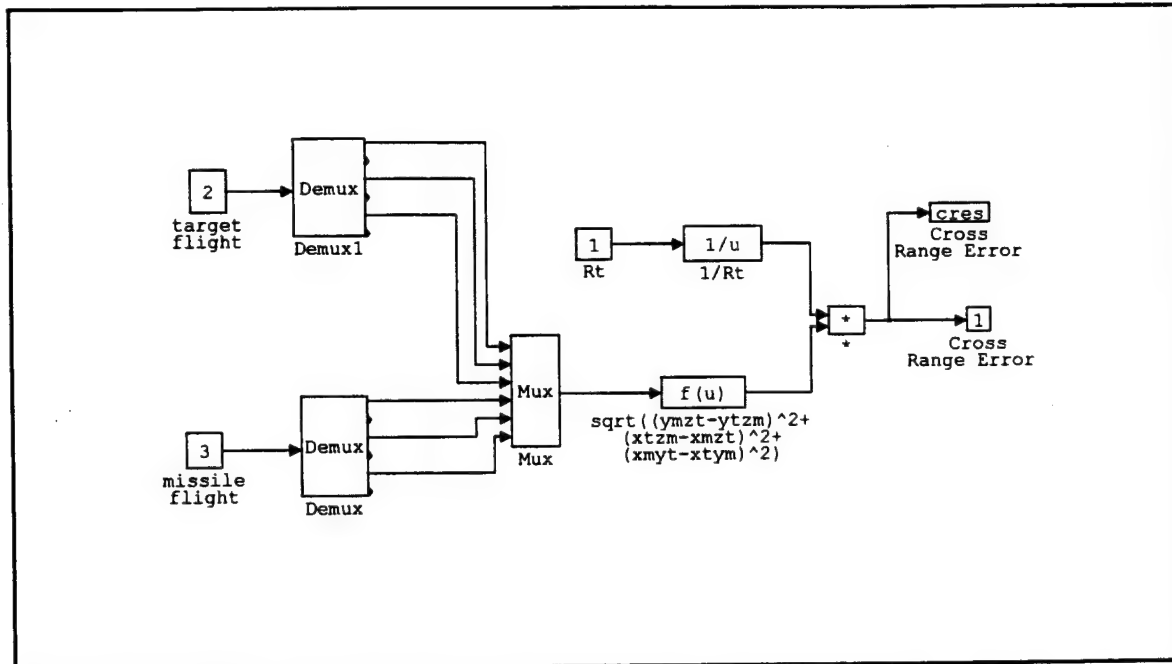 2
target
flight
Demux
Demux1
1
Rt
1/u
1/Rt
*
*
cres
Cross
Range Error
1
Cross
Range Error
Mux
Mux
f(u)
sqrt((ymzt-ytzm)^2+
(xtzm-xmzt)^2+
(xmyt-xtym)^2)
3
missile
flight
Demux
Demux